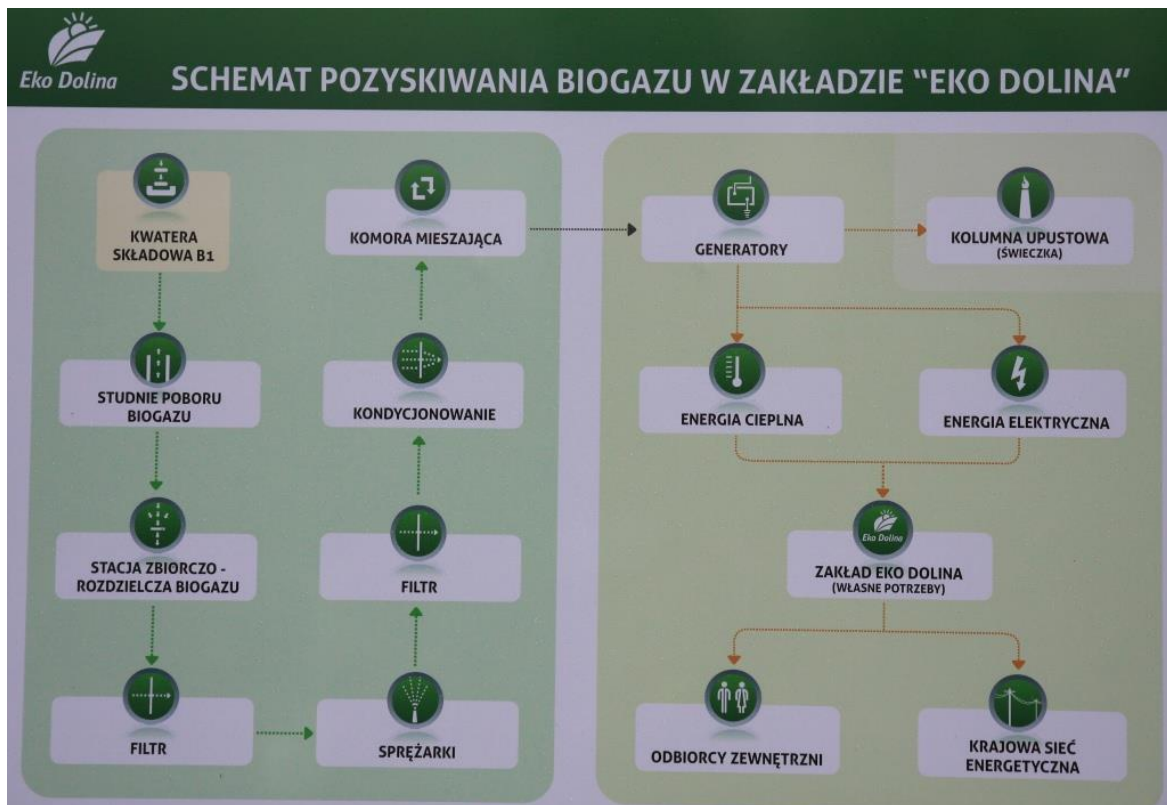 Eko Dolina
SCHEMAT POZYSKIWANIA BIOGAZU W ZAKŁADZIE "EKO DOLINA"
KWATERA
SKŁADOWA B1
STUDNIE POBORU
BIOGAZU
STACJA ZBIORCZO -
ROZDZIELCZA BIOGAZU
FILTR
SPRĘŻARKI
FILTR
KONDYCJONOWANIE
KOMORA MIESZAJĄCA
GENERATORY
KOLUMNA UPUSTOWA
(ŚWIECZKA)
ENERGIA CIEPLNA
ENERGIA ELEKTRYCZNA
Eko Dolina
ZAKŁAD EKO DOLINA
(WŁASNE POTRZEBY)
ODBIORCY ZEWNĘTRZNI
KRAJOWA SIEĆ
ENERGETYCZNA